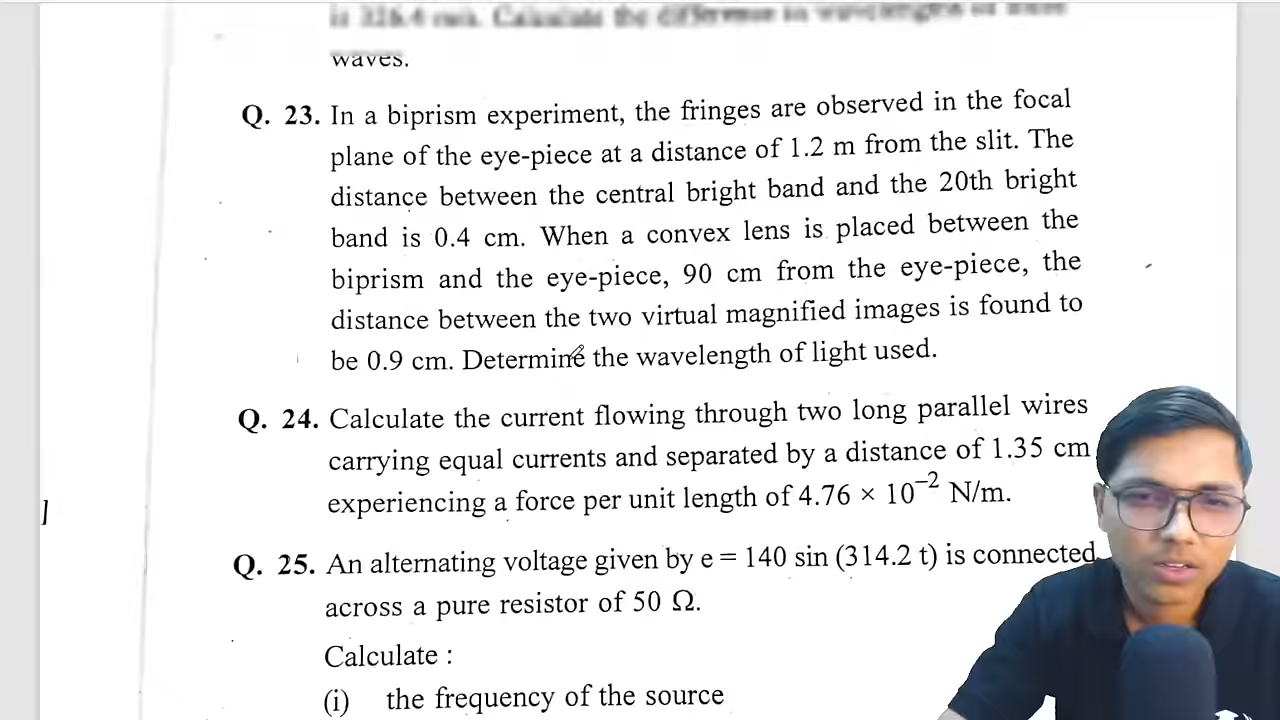 waves.
Q. 23. In a biprism experiment, the fringes are observed in the focal
plane of the eye-piece at a distance of 1.2 m from the slit. The
distance between the central bright band and the 20th bright
band is 0.4 cm. When a convex lens is placed between the
biprism and the eye-piece, 90 cm from the eye-piece, the
distance between the two virtual magnified images is found to
be 0.9 cm. Determine the wavelength of light used.
Q. 24. Calculate the current flowing through two long parallel wires
carrying equal currents and separated by a distance of 1.35 cm
experiencing a force per unit length of 4.76 × 10⁻² N/m.
Q. 25. An alternating voltage given by e = 140 sin (314.2 t) is connected
across a pure resistor of 50 Ω.
Calculate :
(i) the frequency of the source